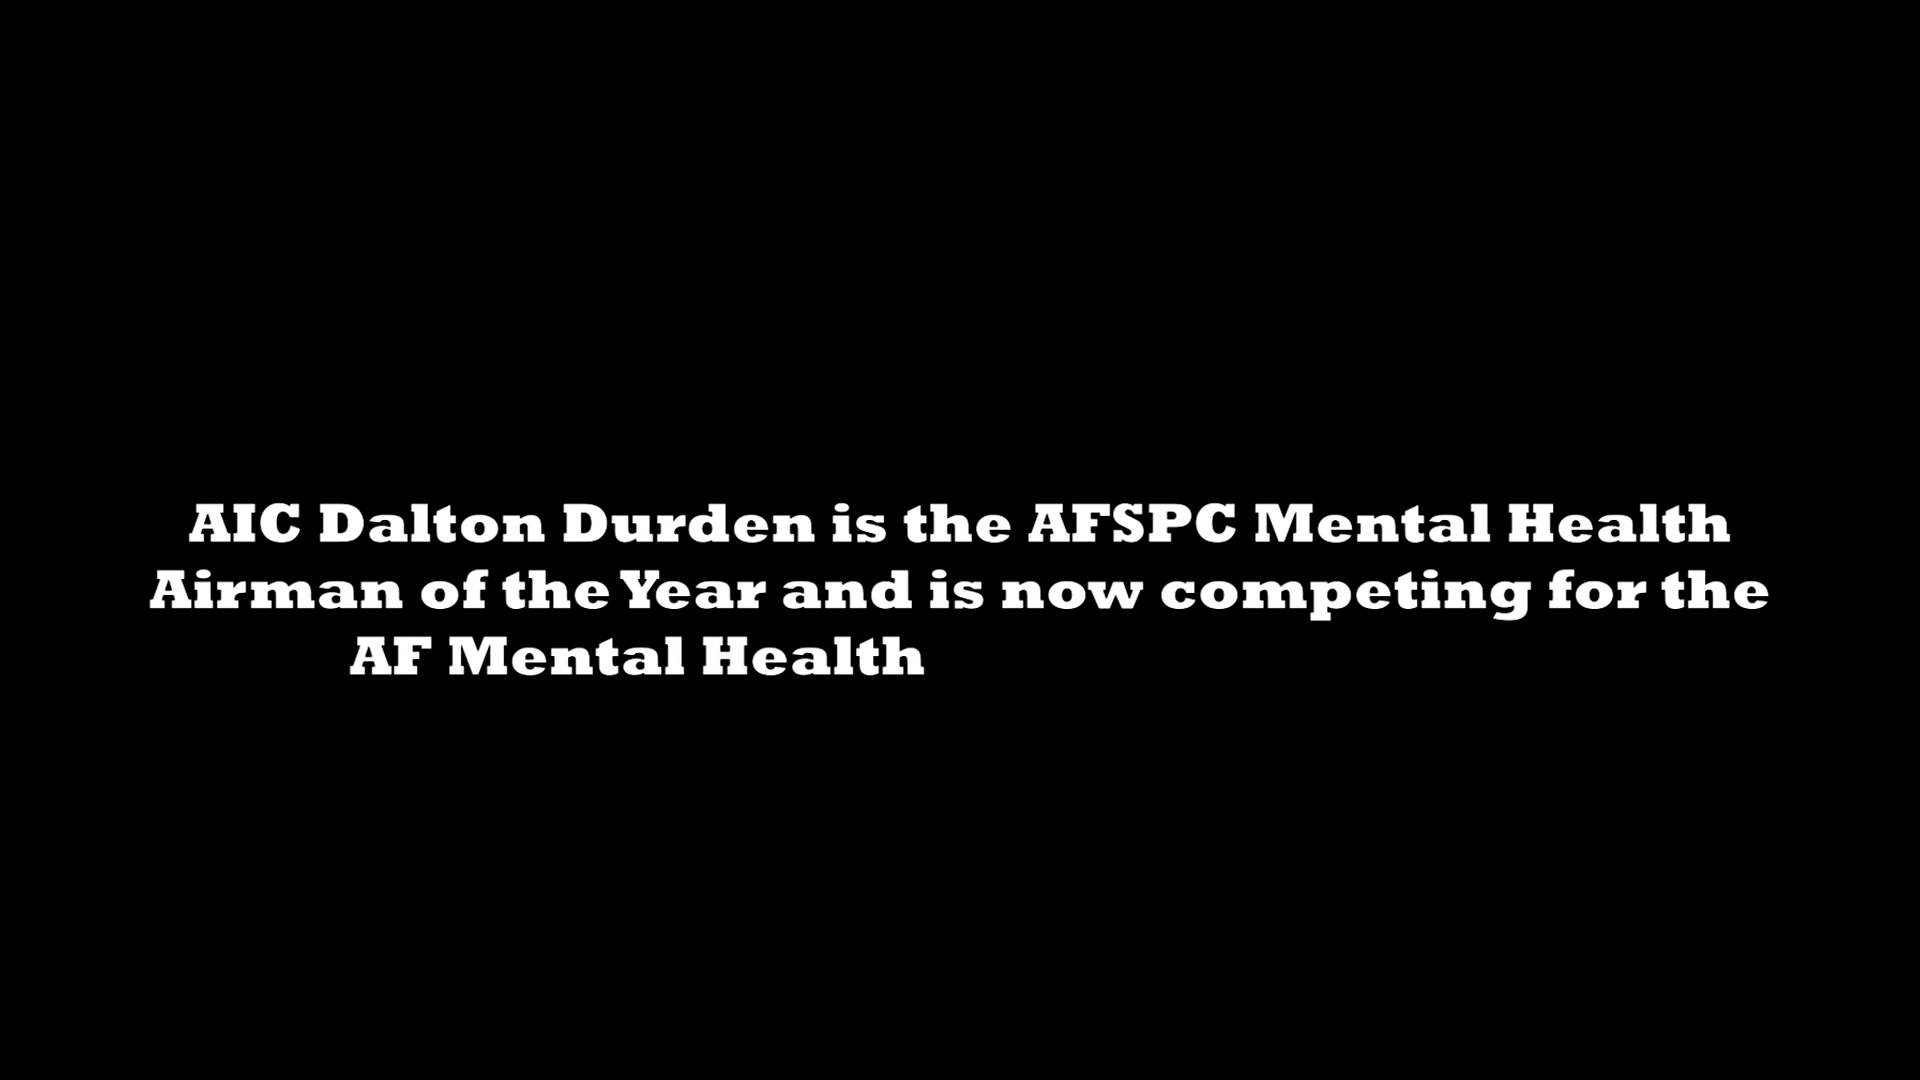 AIC Dalton Durden is the AFSPC Mental Health
Airman of the Year and is now competing for the
AF Mental Health